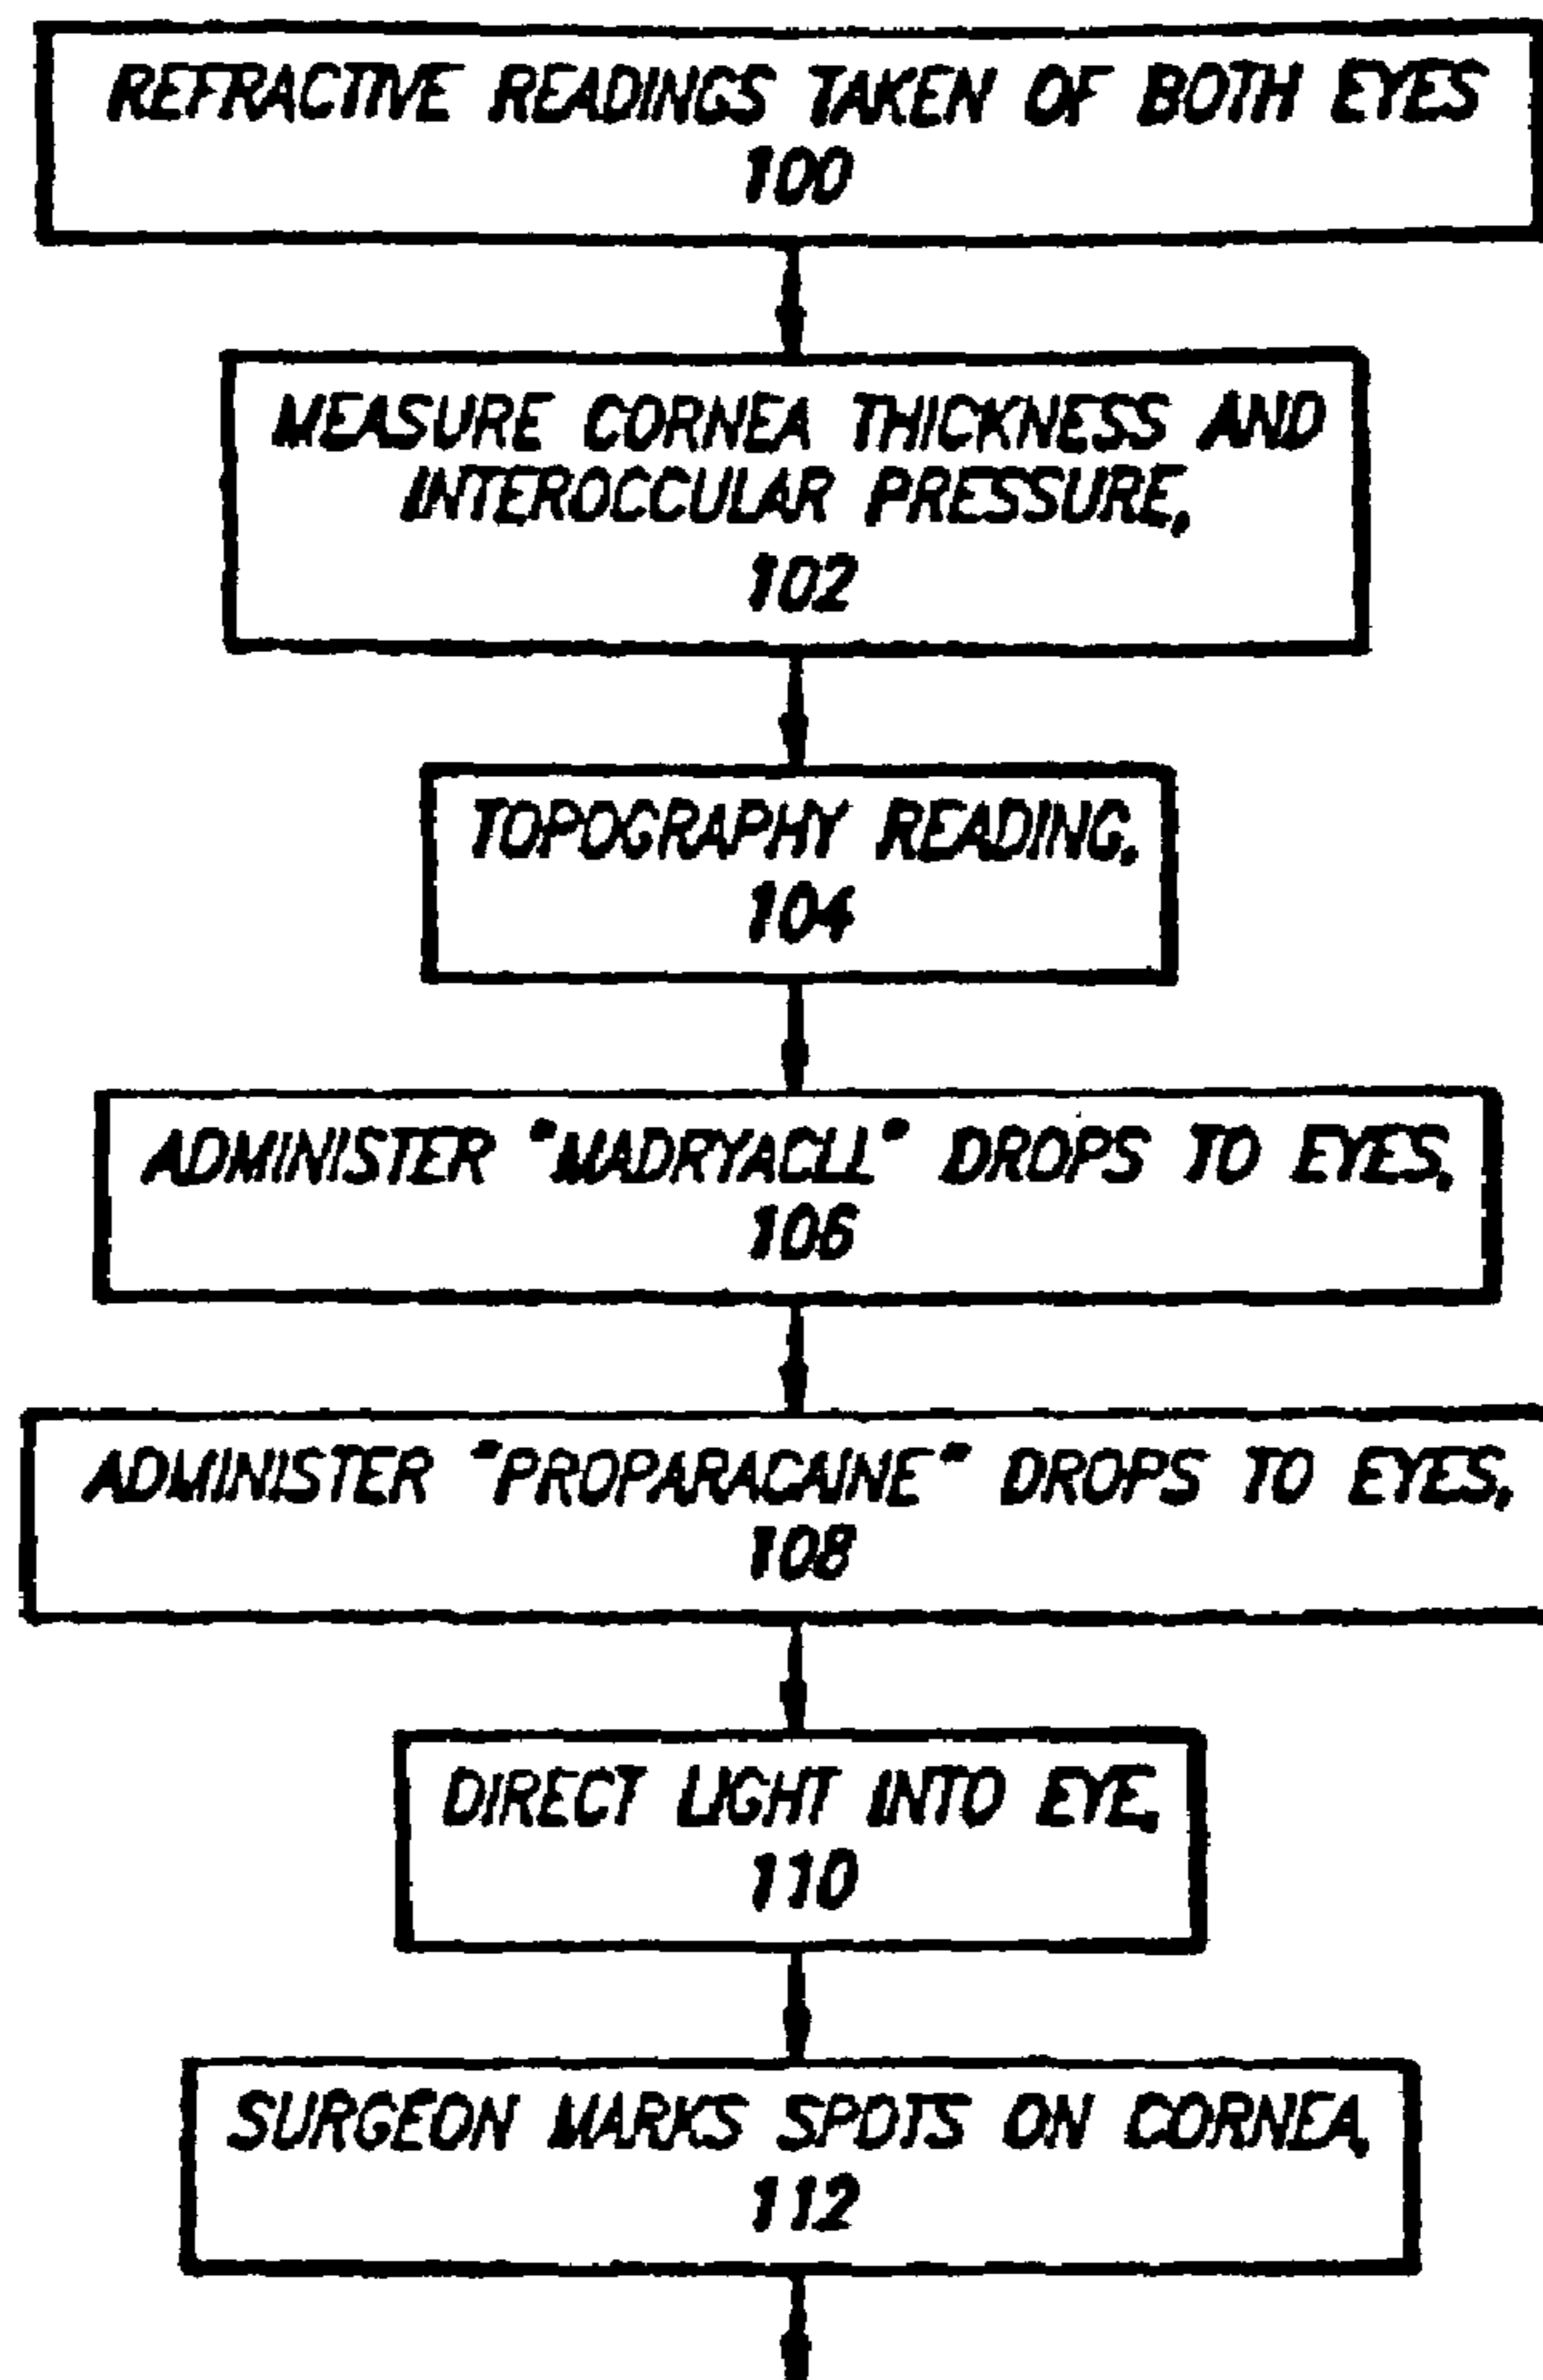 REFRACTIVE READINGS TAKEN OF BOTH EYES
100
MEASURE CORNEA THICKNESS AND
INTEROCCULAR PRESSURE,
102
TOPOGRAPHY READING,
104
ADMINISTER "MADRYACLL" DROPS TO EYES,
106
ADMINISTER "PROPARACAINE" DROPS TO EYES,
108
DIRECT LIGHT INTO EYE,
110
SURGEON MARKS SPOTS ON CORNEA,
112